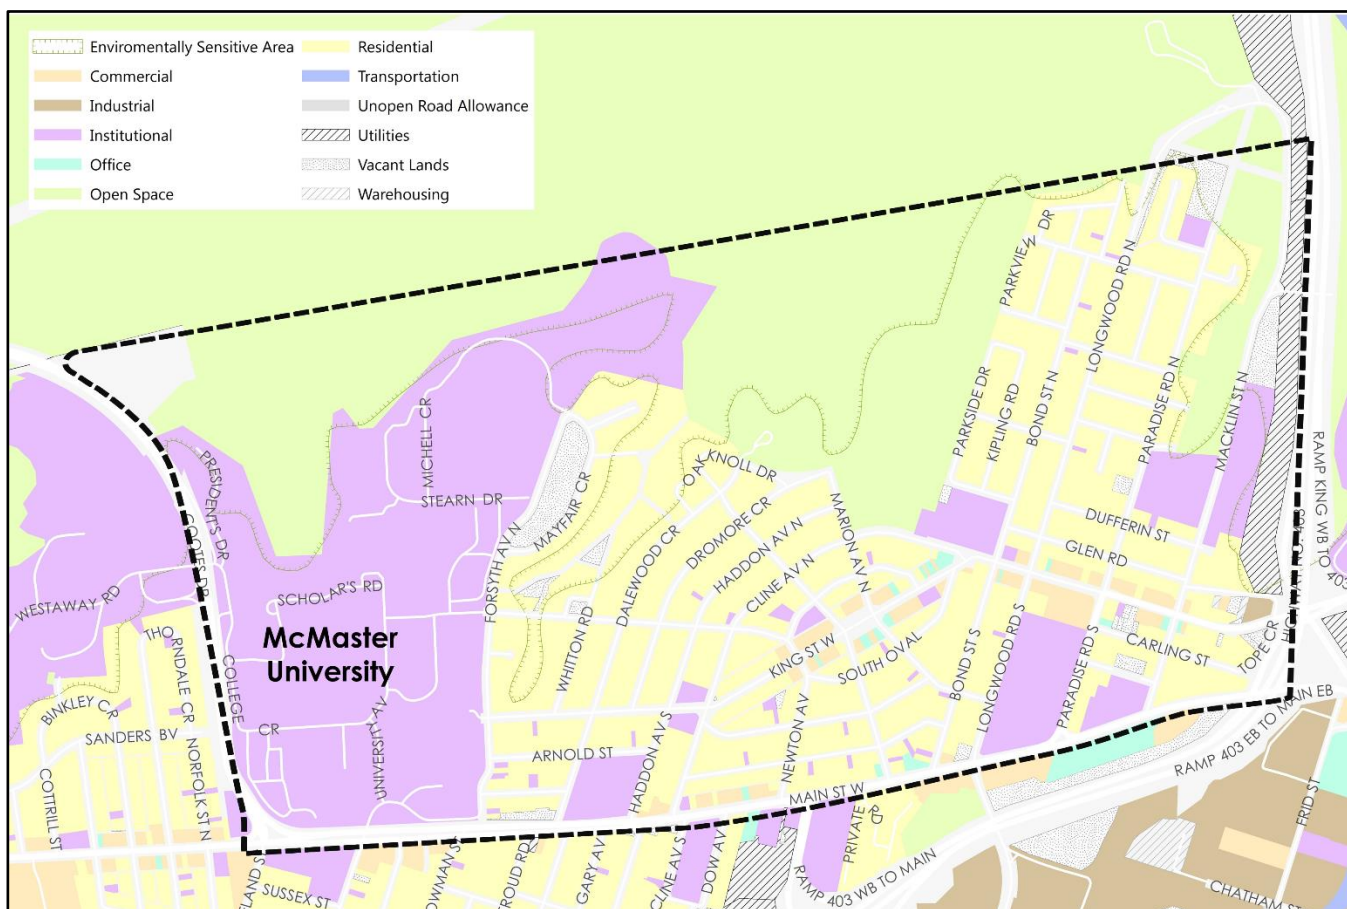 Enviromentally Sensitive Area
Commercial
Industrial
Institutional
Office
Open Space
Residential
Transportation
Unopen Road Allowance
Utilities
Vacant Lands
Warehousing
PARKVIEW DR
LONGWOOD RD N
PARKSIDE DR
KIPLING RD
BOND ST N
PARADISE RD N
MACKLIN ST N
RAMP KING WB TO 403
HIGHWAY NO. 403
MICHELL CR
STEARN DR
PRESIDENT'S DR
COOTES DR
MAYFAIR CR
FORSYTH AV N
OAK KNOLL DR
DROMORE CR
DALEWOOD CR
HADDON AV N
CLINE AV N
MARION AV N
DUFFERIN ST
GLEN RD
WESTAWAY RD
SCHOLAR'S RD
WHITTON RD
McMaster
University
THORNDALE CR
COLLEGE CR
KING ST W
SOUTH OVAL
BOND ST S
LONGWOOD RD S
PARADISE RD S
CARLING ST
TOPE CR
BINKLEY CR
SANDERS BV
NORFOLK ST N
COTTRILL ST
UNIVERSITY AV
ARNOLD ST
HADDON AV S
NEWTON AV
MAIN ST W
RAMP 403 EB TO MAIN EB
FRID ST
PRIVATE RD
RAMP 403 WB TO MAIN
SUSSEX ST
GARY AV
CLINE AV S
DOW AV
CHATHAM ST